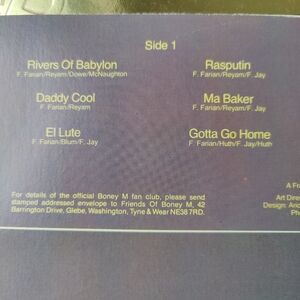 Side 1
Rivers Of Babylon
F. Farian/Reyam/Dowe/McNaughton
Daddy Cool
F. Farian/Reyam
El Lute
F. Farian/Blum/F. Jay
Rasputin
F. Farian/Reyam/F. Jay
Ma Baker
F. Farian/Reyam/F. Jay
Gotta Go Home
F. Farian/Huth/F. Jay/Huth
For details of the official Boney M fan club, please send
stamped addressed envelope to Friends Of Boney M, 42
Barrington Drive, Glebe, Washington, Tyne & Wear NE38 7RD.
A Fra
Art Direc
Design:
Ph